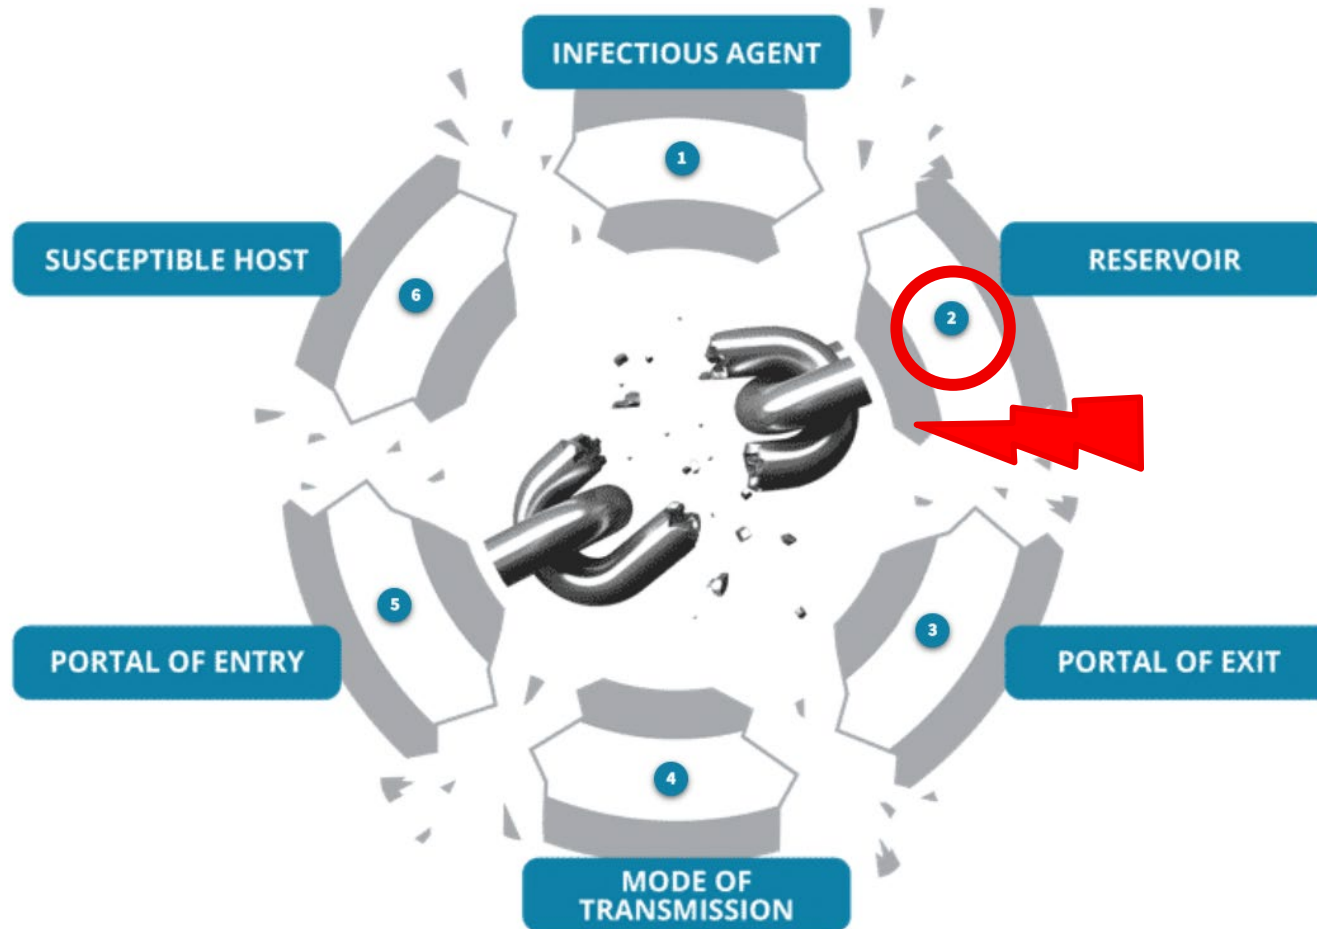 INFECTIOUS AGENT
1
SUSCEPTIBLE HOST
6
RESERVOIR
2
5
3
PORTAL OF ENTRY
PORTAL OF EXIT
4
MODE OF
TRANSMISSION